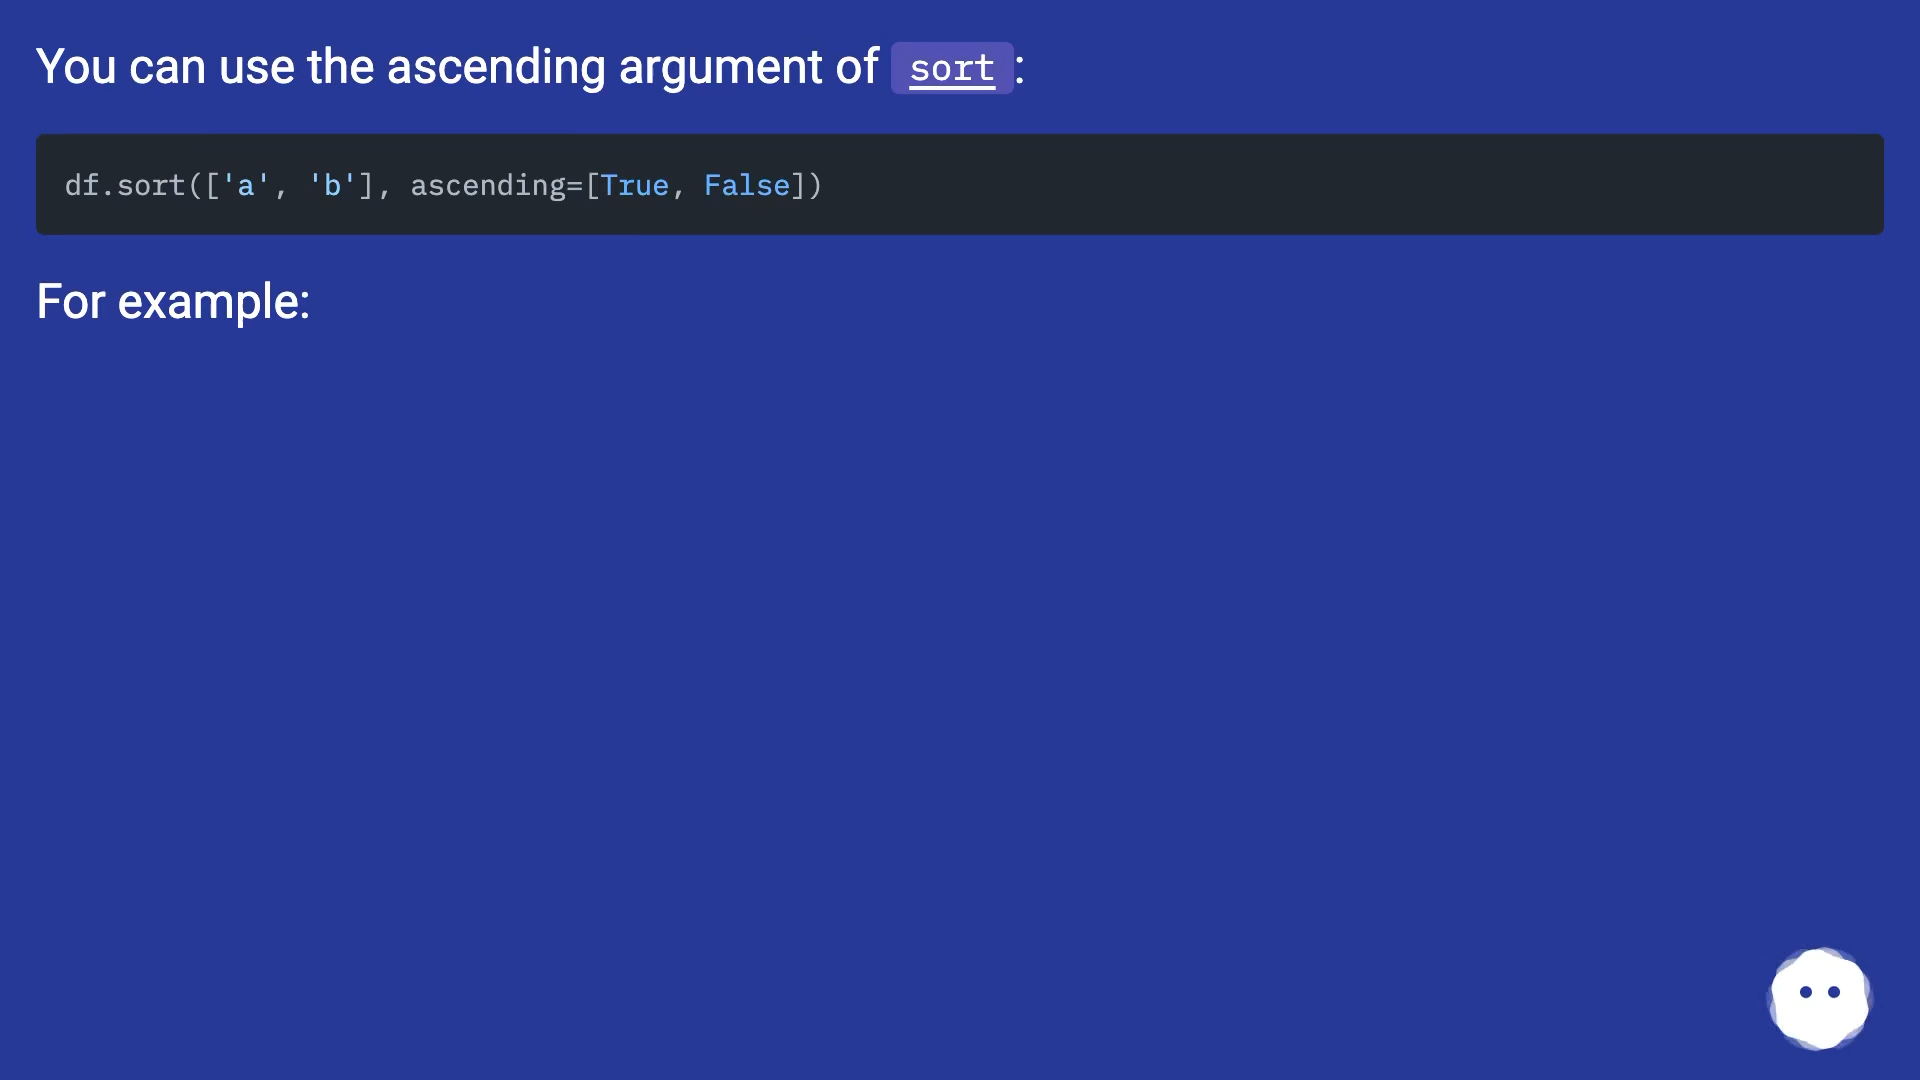 You can use the ascending argument of sort:
df.sort(['a', 'b'], ascending=[True, False])
For example: